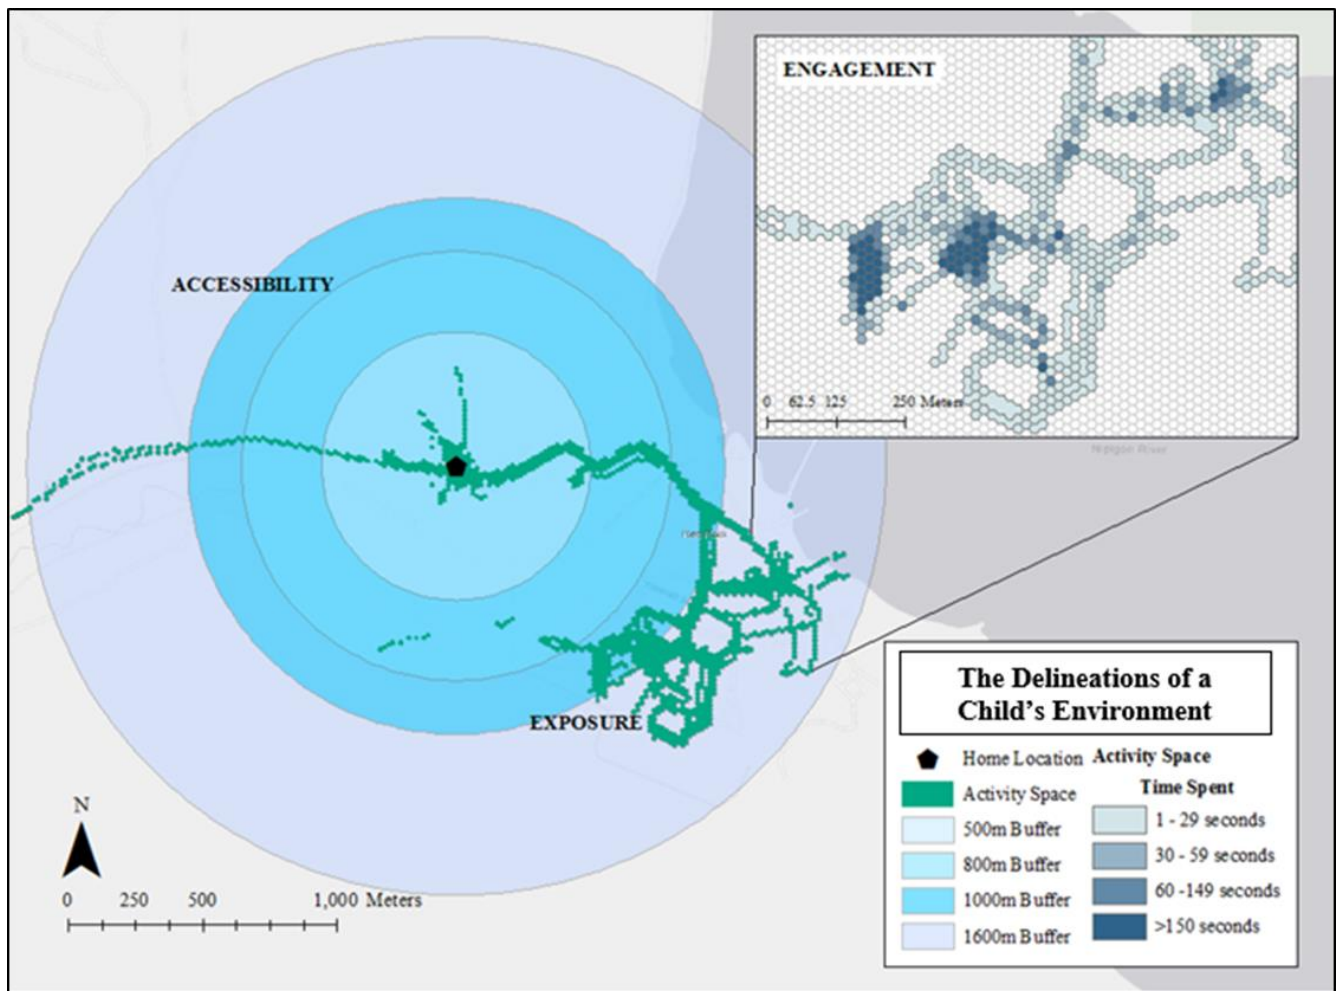 ENGAGEMENT
ACCESSIBILITY
0 62.5 125 250 Meters
Nipigon River
EXPOSURE
The Delineations of a
Child's Environment
Home Location
Activity Space
500m Buffer
800m Buffer
1000m Buffer
1600m Buffer
Activity Space
Time Spent
1 - 29 seconds
30 - 59 seconds
60 -149 seconds
>150 seconds
N
0 250 500 1,000 Meters